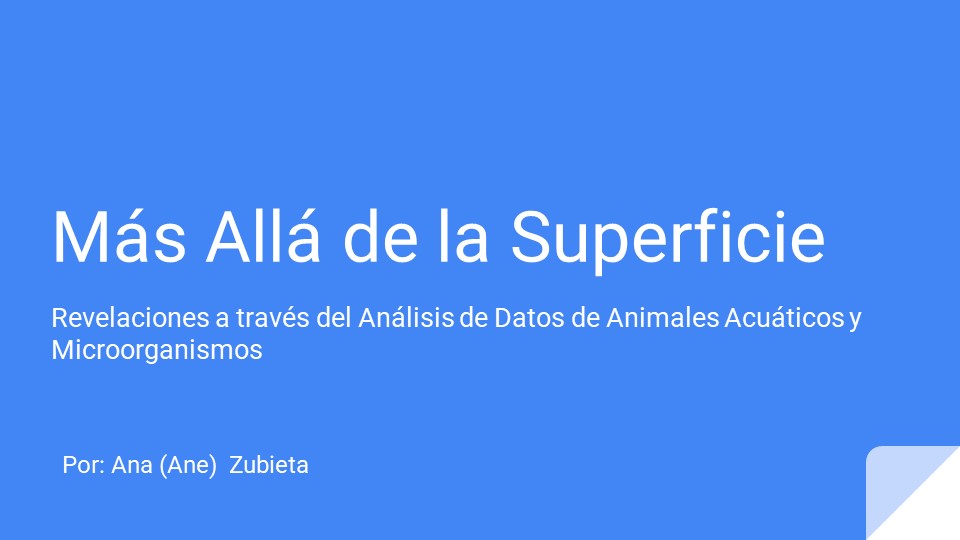 Más Allá de la Superficie
Revelaciones a través del Análisis de Datos de Animales Acuáticos y
Microorganismos
Por: Ana (Ane)  Zubieta